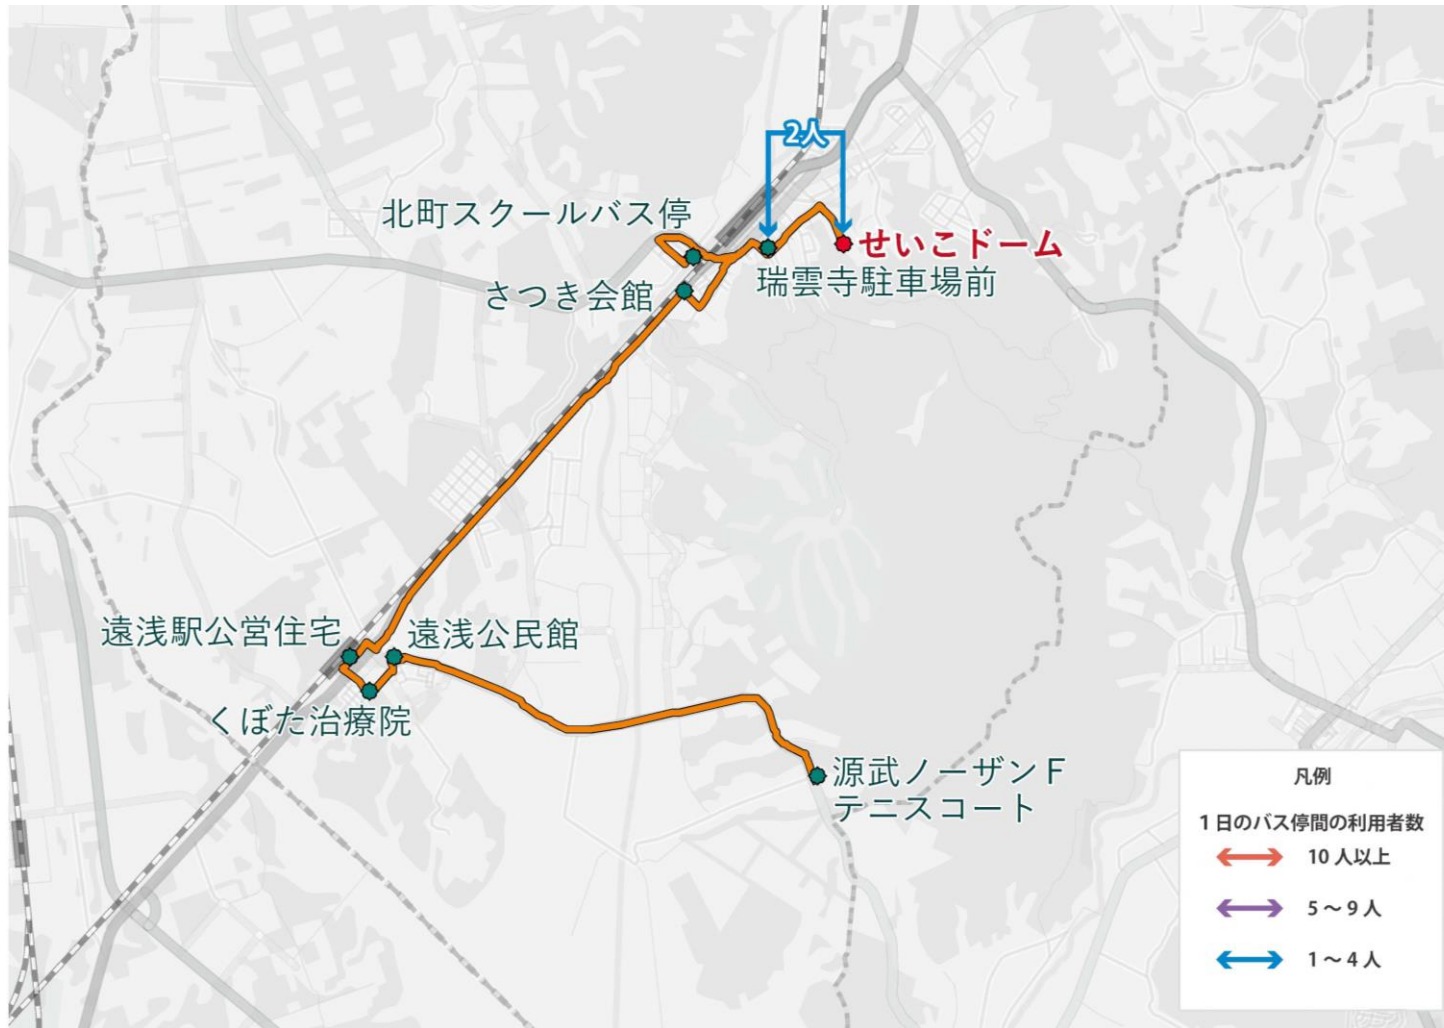 2人
北町スクールバス停
せいこドーム
瑞雲寺駐車場前
さつき会館
遠浅駅公営住宅
遠浅公民館
くぼた治療院
源武ノーザンF
テニスコート
凡例
1日のバス停間の利用者数
10人以上
5～9人
1～4人